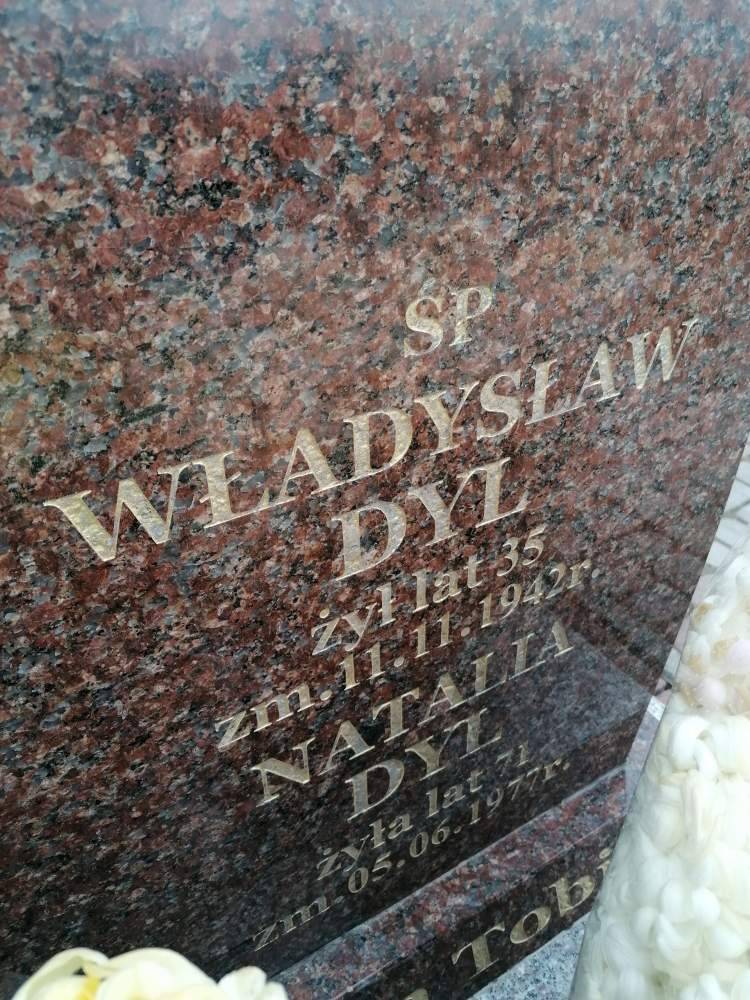 ŚP
WŁADYSŁAW
DYL
żył lat 35
zm.11.11.1942r.
NATALIA
DYL
żyła lat 71
zm.05.06.1977r.